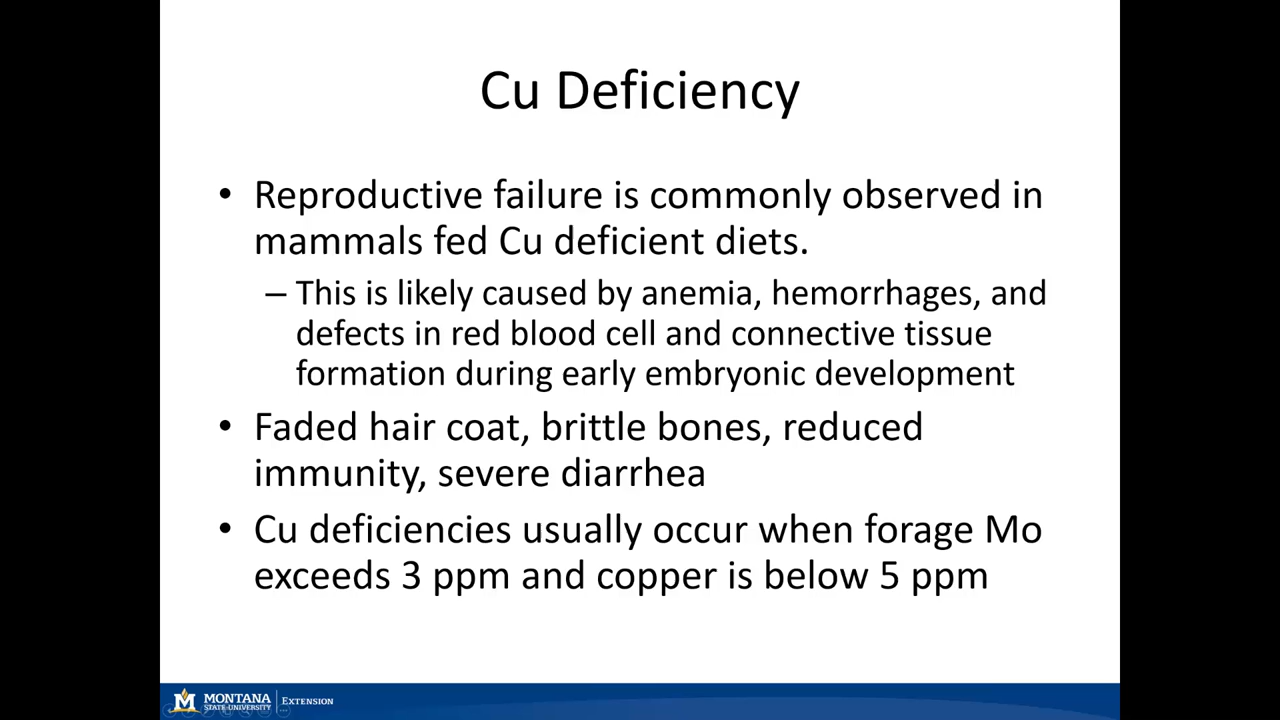 Cu Deficiency
• Reproductive failure is commonly observed in
mammals fed Cu deficient diets.
– This is likely caused by anemia, hemorrhages, and
defects in red blood cell and connective tissue
formation during early embryonic development
• Faded hair coat, brittle bones, reduced
immunity, severe diarrhea
• Cu deficiencies usually occur when forage Mo
exceeds 3 ppm and copper is below 5 ppm
M MONTANA
STATE UNIVERSITY
EXTENSION